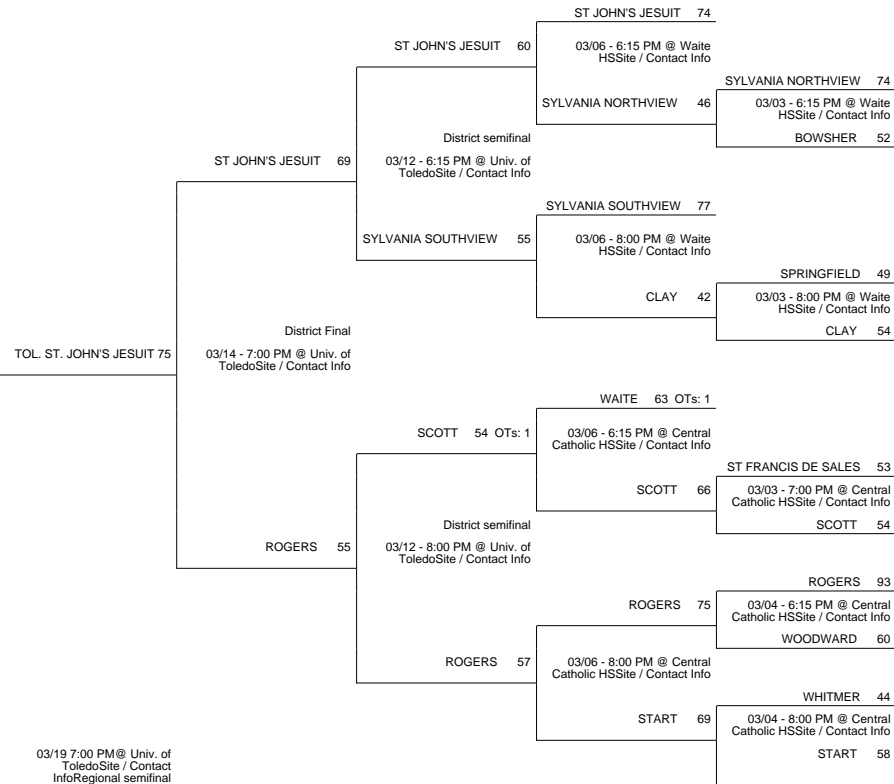 ST JOHN'S JESUIT 74
ST JOHN'S JESUIT 60
03/06 - 6:15 PM @ Waite
HSSite / Contact Info
SYLVANIA NORTHVIEW 74
SYLVANIA NORTHVIEW 46
03/03 - 6:15 PM @ Waite
HSSite / Contact Info
BOWSHER 52
District semifinal
ST JOHN'S JESUIT 69
03/12 - 6:15 PM @ Univ. of
ToledoSite / Contact Info
SYLVANIA SOUTHVIEW 77
SYLVANIA SOUTHVIEW 55
03/06 - 8:00 PM @ Waite
HSSite / Contact Info
SPRINGFIELD 49
CLAY 42
03/03 - 8:00 PM @ Waite
HSSite / Contact Info
CLAY 54
District Final
TOL. ST. JOHN'S JESUIT 75
03/14 - 7:00 PM @ Univ. of
ToledoSite / Contact Info
WAITE 63 OTs: 1
SCOTT 54 OTs: 1
03/06 - 6:15 PM @ Central
Catholic HSSite / Contact Info
ST FRANCIS DE SALES 53
SCOTT 66
03/03 - 7:00 PM @ Central
Catholic HSSite / Contact Info
SCOTT 54
District semifinal
ROGERS 55
03/12 - 8:00 PM @ Univ. of
ToledoSite / Contact Info
ROGERS 93
ROGERS 75
03/04 - 6:15 PM @ Central
Catholic HSSite / Contact Info
WOODWARD 60
ROGERS 57
03/06 - 8:00 PM @ Central
Catholic HSSite / Contact Info
WHITMER 44
START 69
03/04 - 8:00 PM @ Central
Catholic HSSite / Contact Info
START 58
03/19 7:00 PM@ Univ. of
ToledoSite / Contact
InfoRegional semifinal